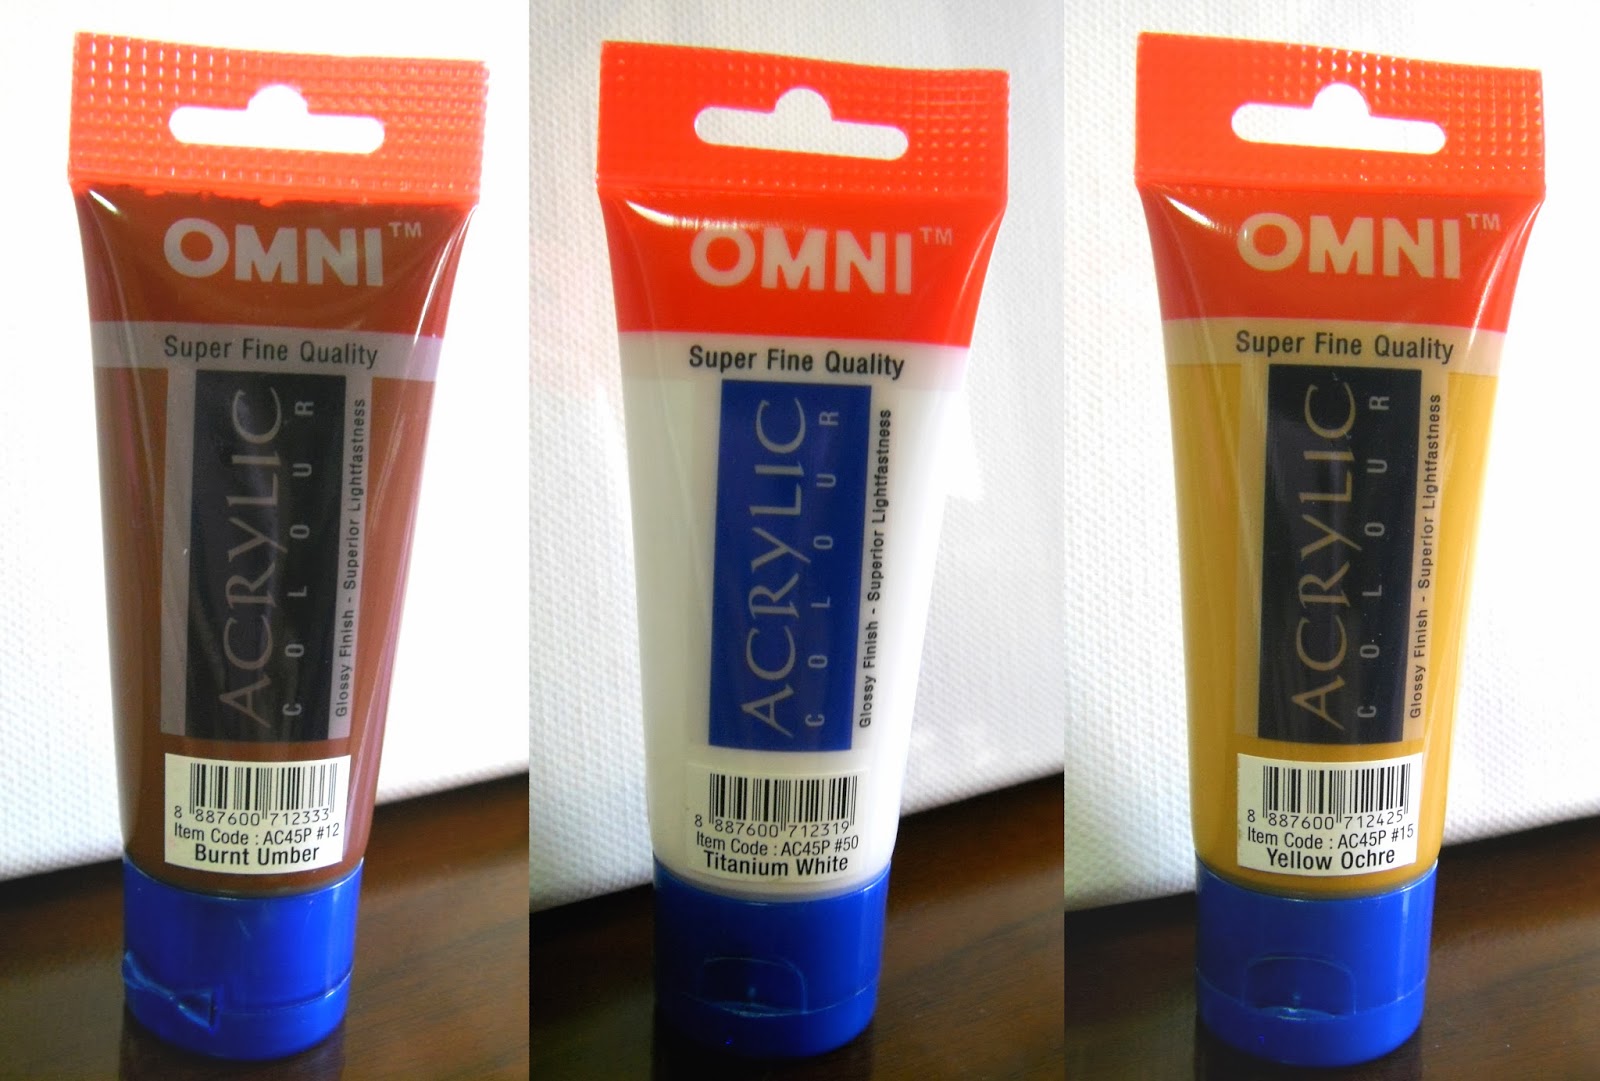 OMNI™
Super Fine Quality
ACRYLIC
COLOUR
Glossy Finish - Superior Lightfastness
8 887600 712333
Item Code : AC45P #12
Burnt Umber
OMNI™
Super Fine Quality
ACRYLIC
COLOUR
Glossy Finish - Superior Lightfastness
8 887600 712319
Item Code : AC45P #50
Titanium White
OMNI™
Super Fine Quality
ACRYLIC
COLOUR
Glossy Finish - Superior Lightfastness
8 887600 712425
Item Code : AC45P #15
Yellow Ochre